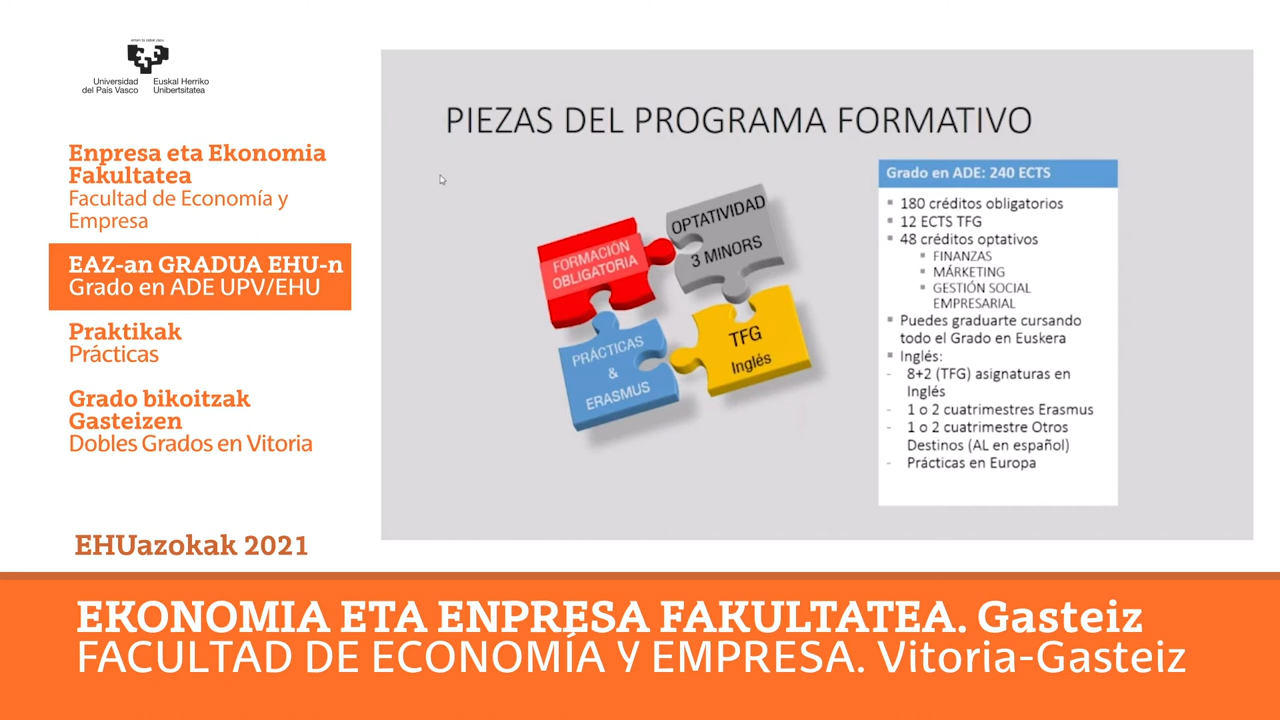 Universidad del País Vasco
Euskal Herriko Unibertsitatea
Enpresa eta Ekonomia
Fakultatea
Facultad de Economía y
Empresa
EAZ-an GRADUA EHU-n
Grado en ADE UPV/EHU
Praktikak
Prácticas
Grado bikoitzak
Gasteizen
Dobles Grados en Vitoria
EHUazokak 2021
PIEZAS DEL PROGRAMA FORMATIVO
FORMACIÓN
OBLIGATORIA
OPTATIVIDAD
3 MINORS
PRÁCTICAS
&
ERASMUS
TFG
Inglés
Grado en ADE: 240 ECTS
180 créditos obligatorios
12 ECTS TFG
48 créditos optativos
FINANZAS
MÁRKETING
GESTIÓN SOCIAL
EMPRESARIAL
Puedes graduarte cursando
todo el Grado en Euskera
Inglés:
- 8+2 (TFG) asignaturas en
Inglés
- 1 o 2 cuatrimestres Erasmus
- 1 o 2 cuatrimestre Otros
Destinos (AL en español)
- Prácticas en Europa
EKONOMIA ETA ENPRESA FAKULTATEA. Gasteiz
FACULTAD DE ECONOMÍA Y EMPRESA. Vitoria-Gasteiz